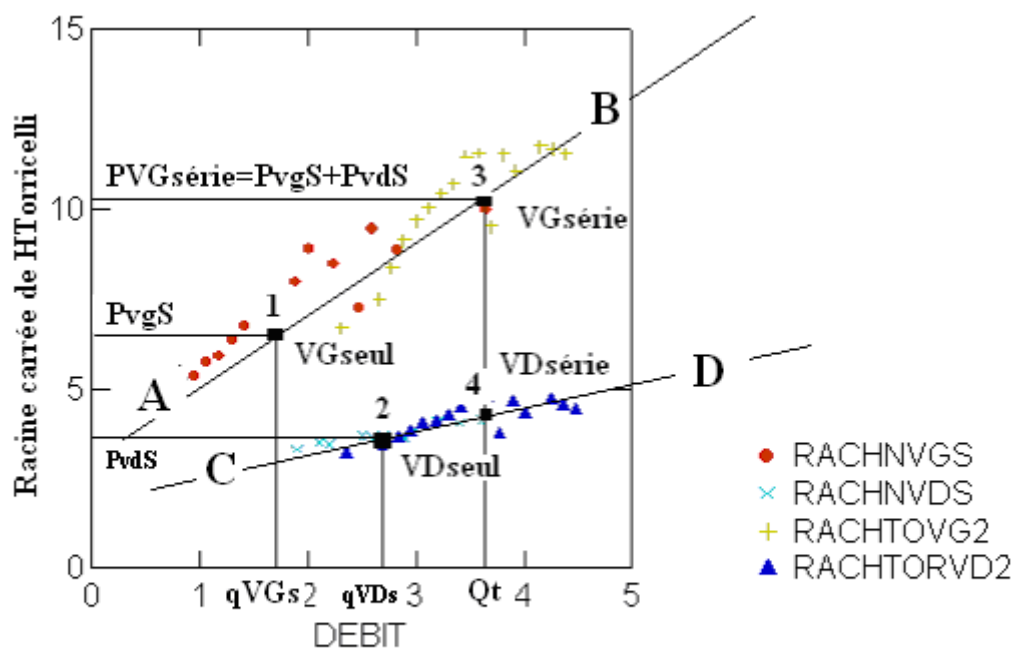 15
B
PVGsérie=PvgS+PvdS
3
10
VGsérie
PvgS
1
VGseul
VDsérie
D
A
5
4
2
PvdS
C
VDseul
Racine carrée de HTorricelli
RACHNVGS
RACHNVDS
RACHTOVG2
RACHTORVD2
0
0 1 2 3 4 5
qVGs qVDs Qt
DEBIT